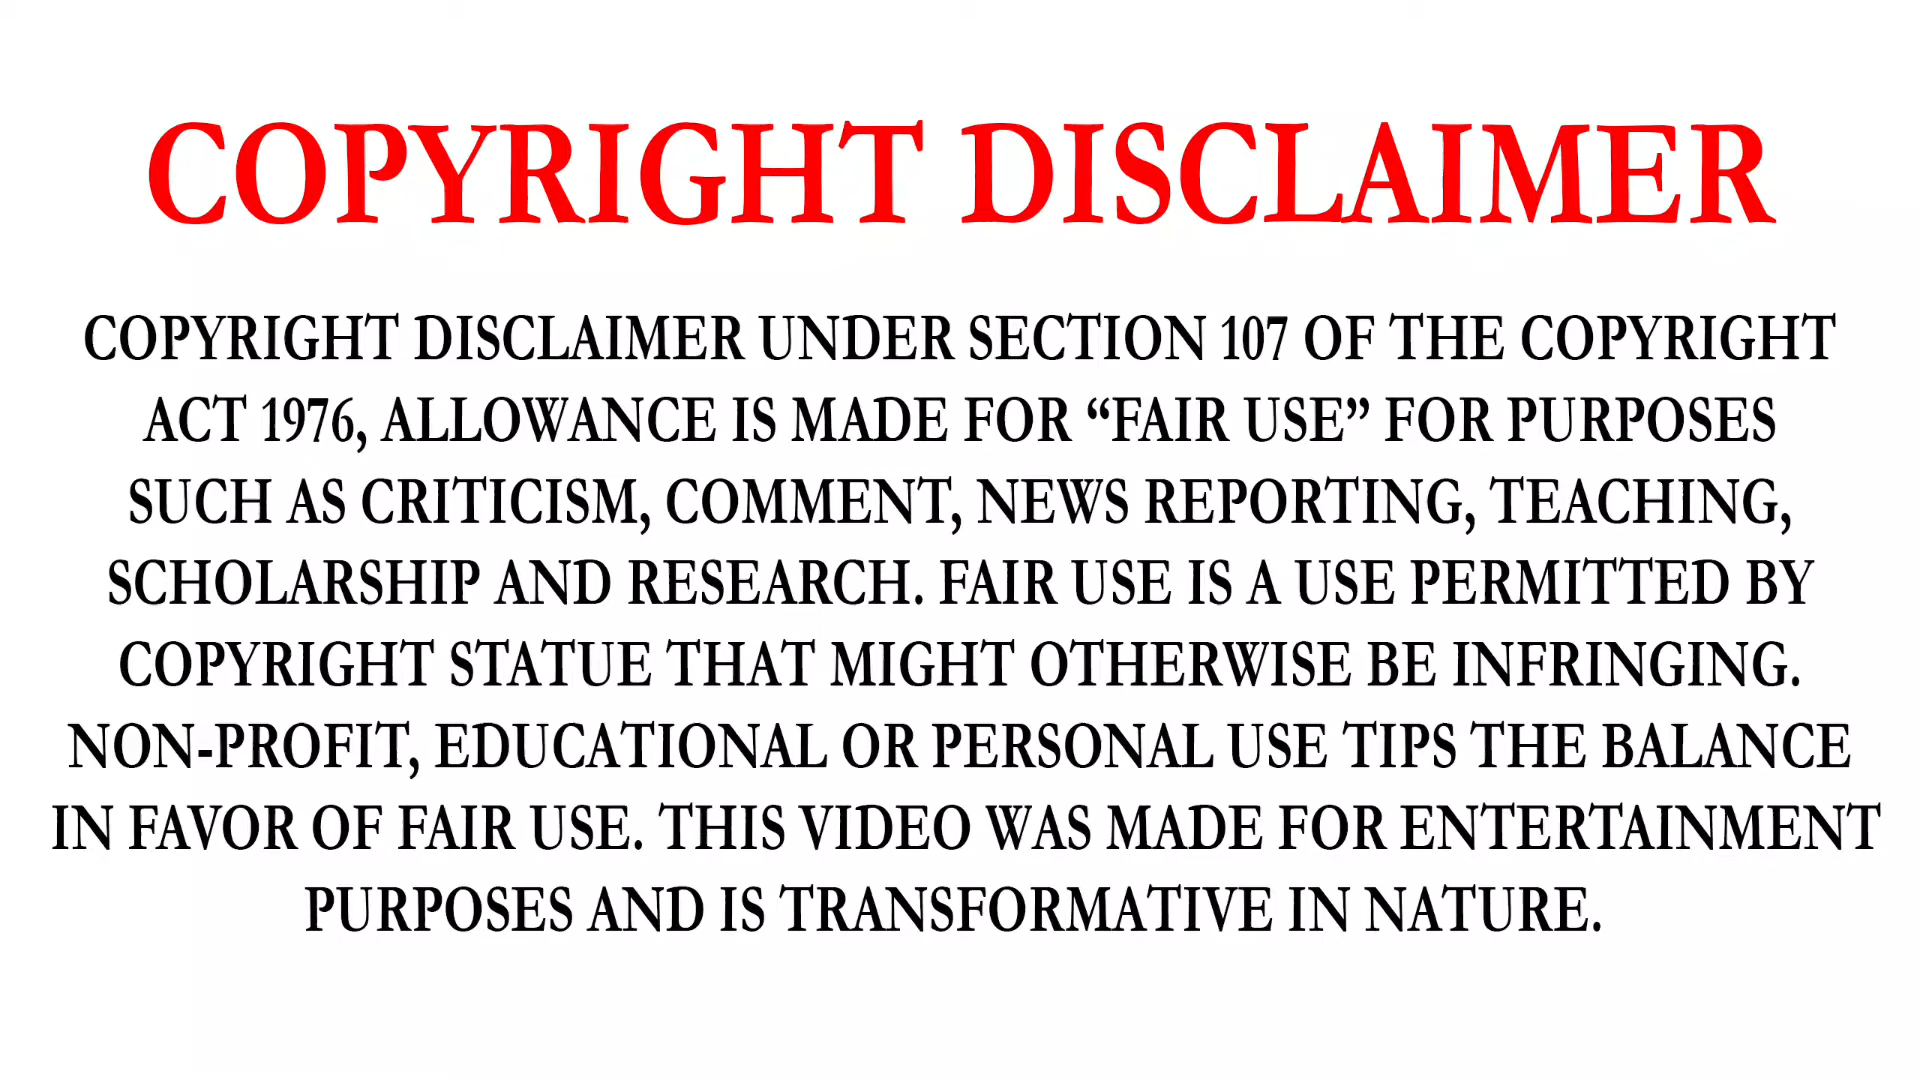 COPYRIGHT DISCLAIMER
COPYRIGHT DISCLAIMER UNDER SECTION 107 OF THE COPYRIGHT
ACT 1976, ALLOWANCE IS MADE FOR “FAIR USE” FOR PURPOSES
SUCH AS CRITICISM, COMMENT, NEWS REPORTING, TEACHING,
SCHOLARSHIP AND RESEARCH. FAIR USE IS A USE PERMITTED BY
COPYRIGHT STATUE THAT MIGHT OTHERWISE BE INFRINGING.
NON-PROFIT, EDUCATIONAL OR PERSONAL USE TIPS THE BALANCE
IN FAVOR OF FAIR USE. THIS VIDEO WAS MADE FOR ENTERTAINMENT
PURPOSES AND IS TRANSFORMATIVE IN NATURE.